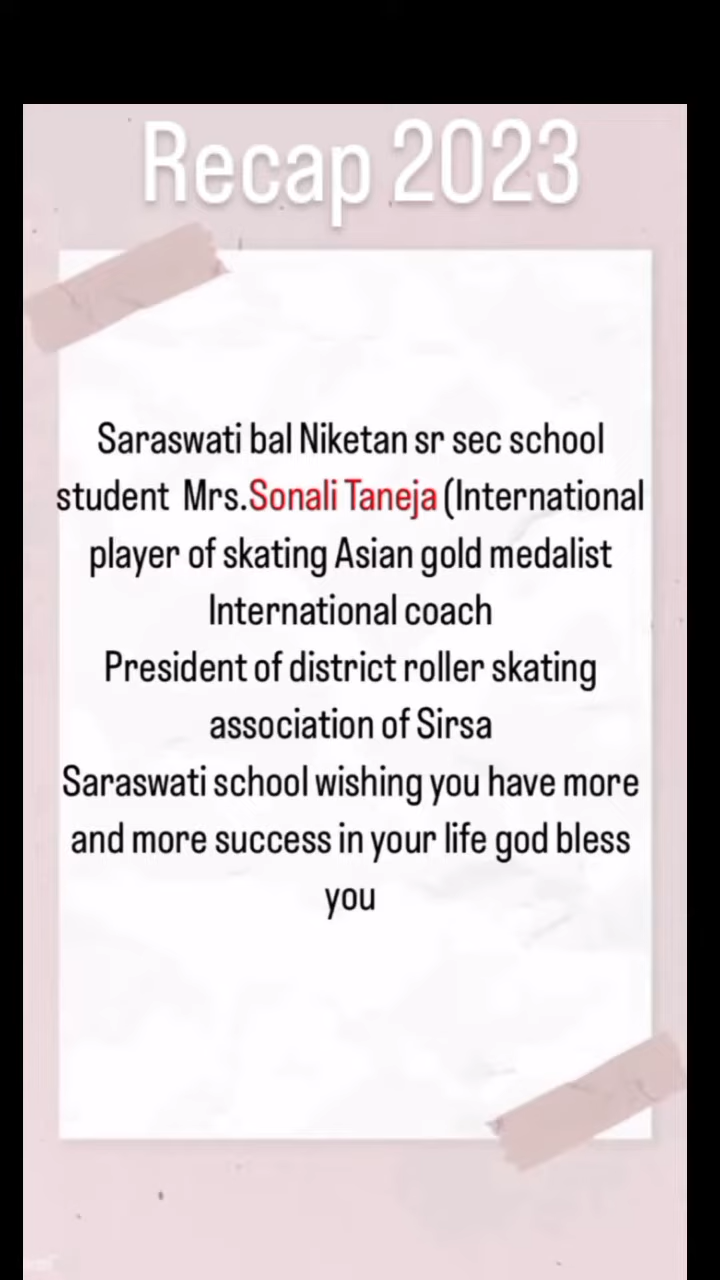 Recap 2023
Saraswati bal Niketan sr sec school
student Mrs.Sonali Taneja (International
player of skating Asian gold medalist
International coach
President of district roller skating
association of Sirsa
Saraswati school wishing you have more
and more success in your life god bless
you